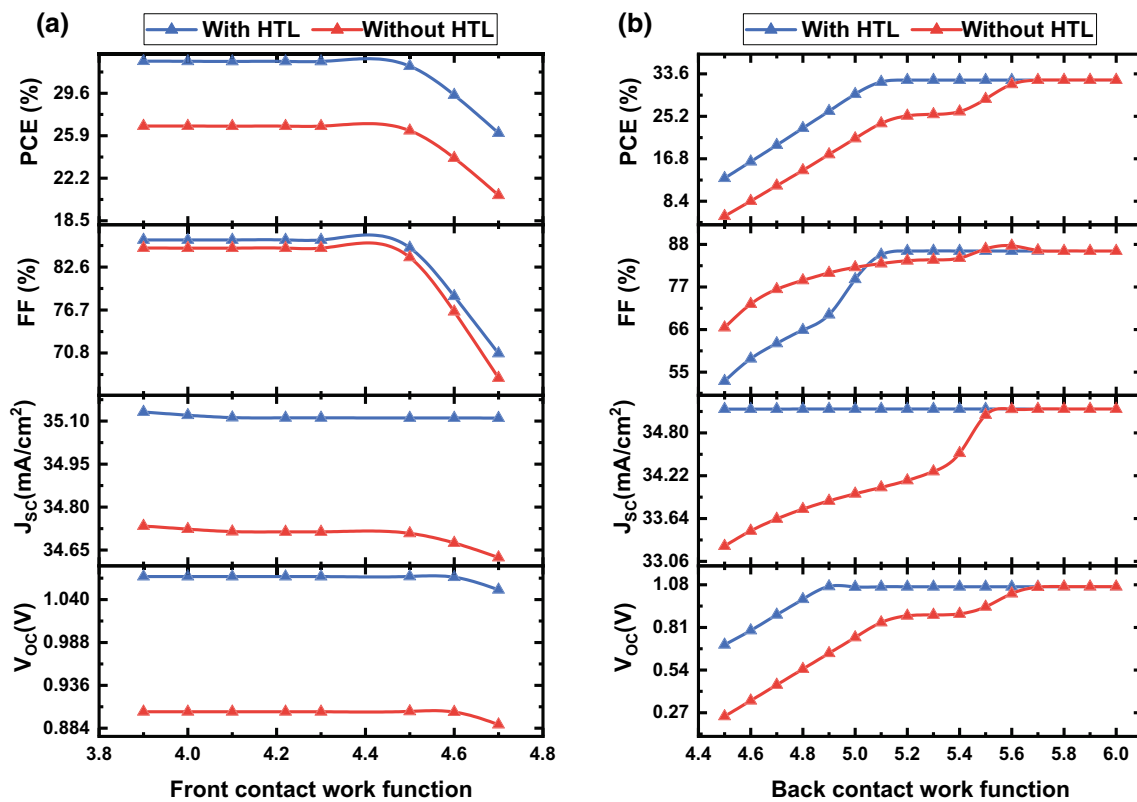 (a)
With HTL Without HTL
PCE (%)
29.6
25.9
22.2
18.5
FF (%)
82.6
76.7
70.8
J_SC(mA/cm²)
35.10
34.95
34.80
34.65
V_OC(V)
1.040
0.988
0.936
0.884
3.8 4.0 4.2 4.4 4.6 4.8
Front contact work function
(b)
With HTL Without HTL
PCE (%)
33.6
25.2
16.8
8.4
FF (%)
88
77
66
55
J_SC(mA/cm²)
34.80
34.22
33.64
33.06
V_OC(V)
1.08
0.81
0.54
0.27
4.4 4.6 4.8 5.0 5.2 5.4 5.6 5.8 6.0
Back contact work function